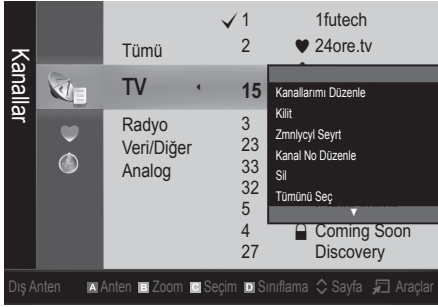 Kanallar
✓ 1 1futech
Tümü 2 ♥ 24ore.tv
TV 15
Kanallarımı Düzenle
Kilit
Zmnlycyl Seyrt
Kanal No Düzenle
Sil
Tümünü Seç
Radyo 3
Veri/Diğer 23
Analog 33
32
5
4 Coming Soon
27 Discovery
Dış Anten A Anten B Zoom C Seçim D Sınıflama Sayfa Araçlar